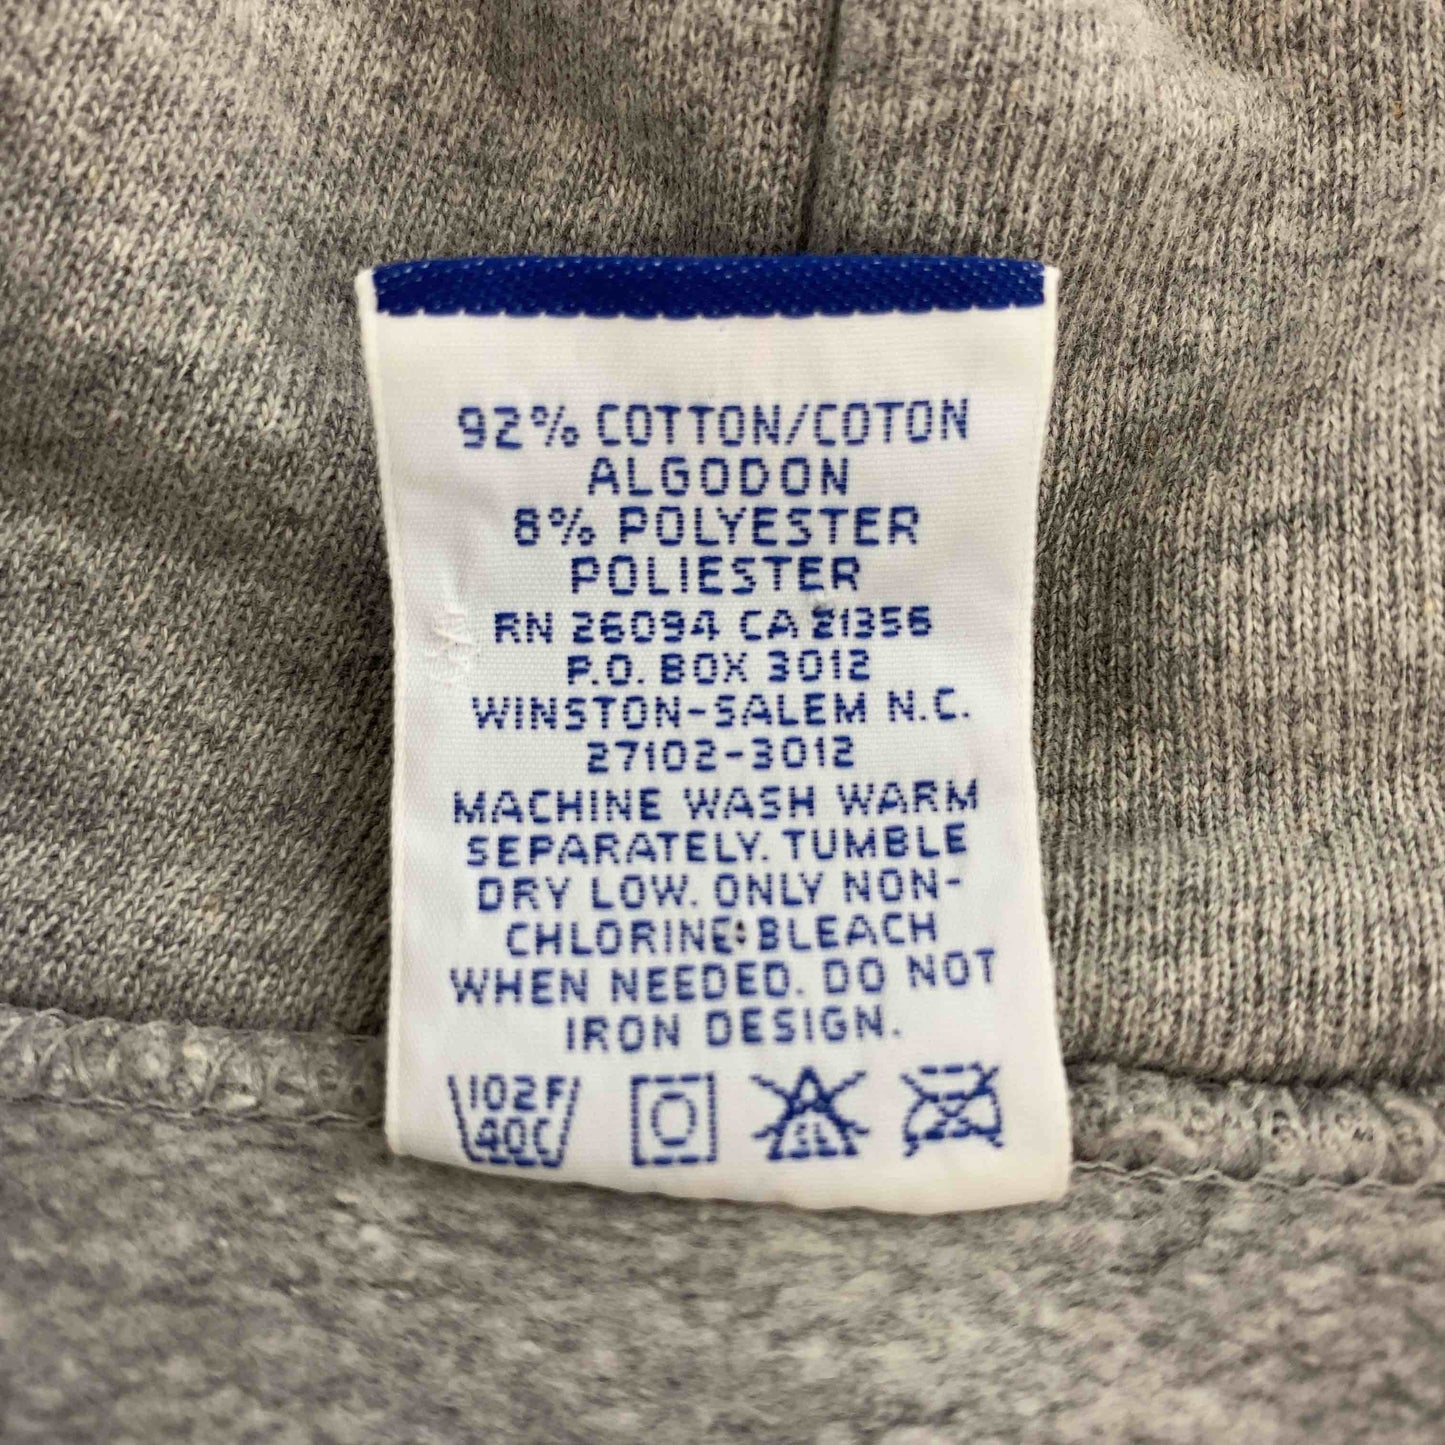 92% COTTON/COTON
ALGODON
8% POLYESTER
POLIESTER
RN 26094 CA 21356
P.O. BOX 3012
WINSTON-SALEM N.C.
27102-3012
MACHINE WASH WARM
SEPARATELY. TUMBLE
DRY LOW. ONLY NON-
CHLORINE BLEACH
WHEN NEEDED. DO NOT
IRON DESIGN.
102F
40C
CL